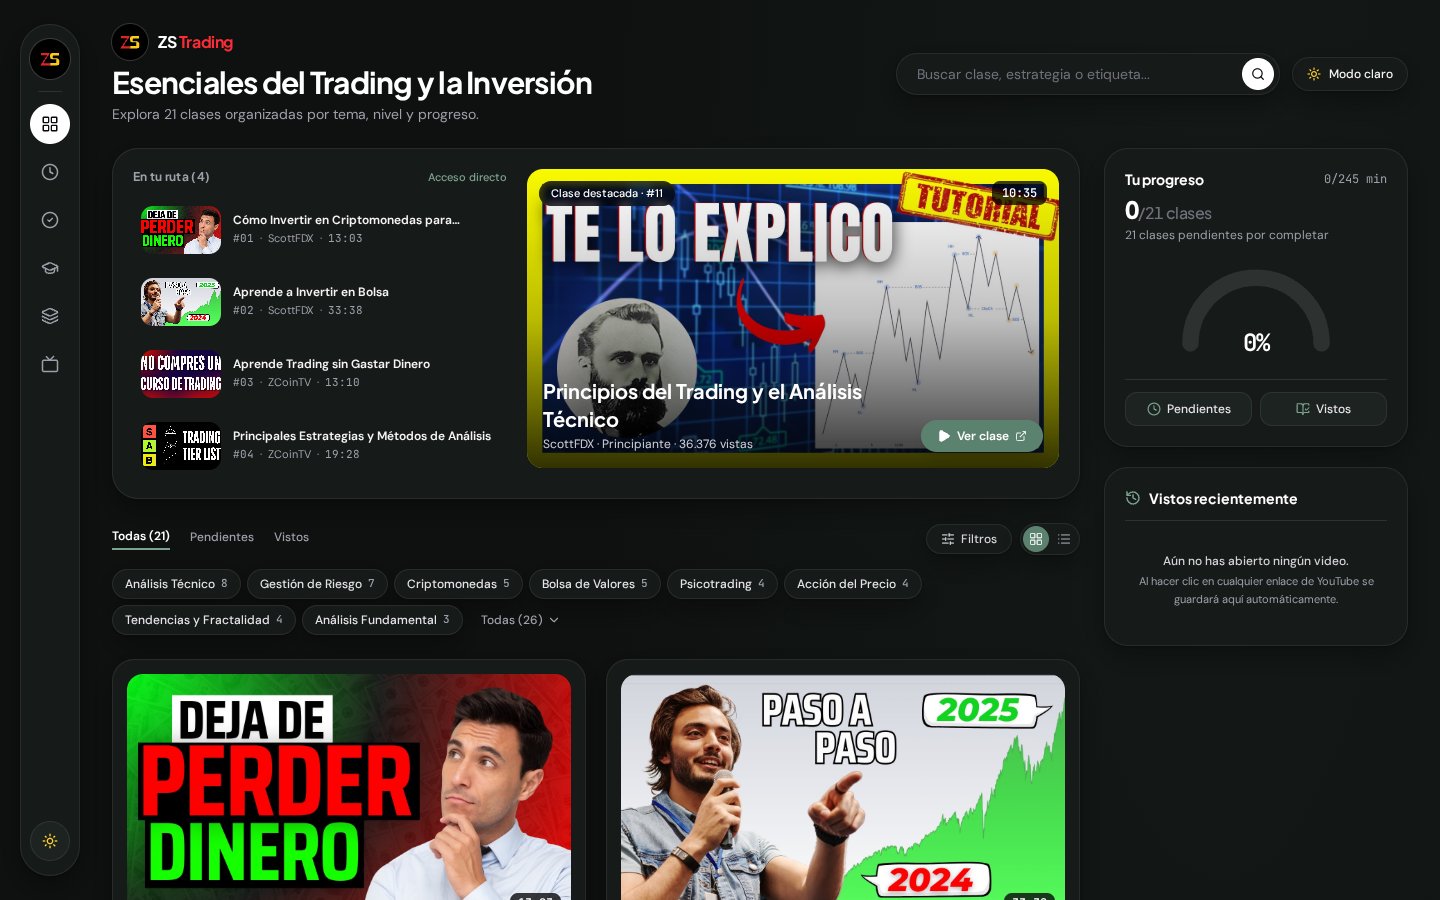 ZS
ZS
ZS Trading
Esenciales del Trading y la Inversión
Explora 21 clases organizadas por tema, nivel y progreso.
Buscar clase, estrategia o etiqueta...
Modo claro
En tu ruta (4)
Acceso directo
DEJA DE
PERDER
DINERO
Cómo Invertir en Criptomonedas para...
#01 · ScottFDX · 13:03
2025
2024
Aprende a Invertir en Bolsa
#02 · ScottFDX · 33:38
NO COMPRES UN
CURSO DE TRADING
Aprende Trading sin Gastar Dinero
#03 · ZCoinTV · 13:10
S
A
B
TRADING
TIER LIST
Principales Estrategias y Métodos de Análisis
#04 · ZCoinTV · 19:28
Clase destacada · #11
10:35
TUTORIAL
TE LO EXPLICO
Principios del Trading y el Análisis
Técnico
ScottFDX · Principiante · 36.376 vistas
Ver clase
Tu progreso
0/245 min
0/21 clases
21 clases pendientes por completar
0%
Pendientes
Vistos
Vistos recientemente
Aún no has abierto ningún video.
Al hacer clic en cualquier enlace de YouTube se
guardará aquí automáticamente.
Todas (21)
Pendientes
Vistos
Filtros
Análisis Técnico 8
Gestión de Riesgo 7
Criptomonedas 5
Bolsa de Valores 5
Psicotrading 4
Acción del Precio 4
Tendencias y Fractalidad 4
Análisis Fundamental 3
Todas (26)
DEJA DE
PERDER
DINERO
PASO A
PASO
2025
2024